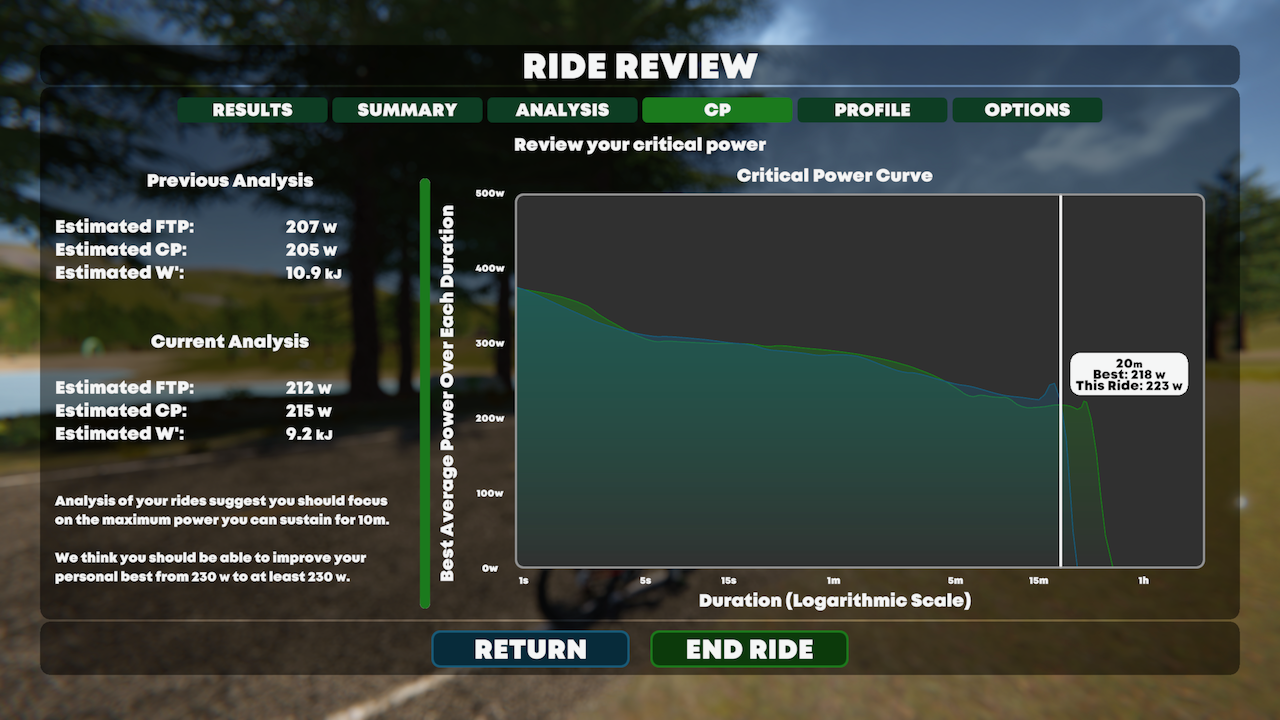 RIDE REVIEW
RESULTS SUMMARY ANALYSIS CP PROFILE OPTIONS
Review your critical power
Previous Analysis
Estimated FTP: 207 w
Estimated CP: 205 w
Estimated W': 10.9 kJ
Current Analysis
Estimated FTP: 212 w
Estimated CP: 215 w
Estimated W': 9.2 kJ
Analysis of your rides suggest you should focus
on the maximum power you can sustain for 10m.
We think you should be able to improve your
personal best from 230 w to at least 230 w.
Critical Power Curve
Best Average Power Over Each Duration
500w
400w
300w
200w
100w
0w
20m
Best: 218 w
This Ride: 223 w
1s 5s 15s 1m 5m 15m 1h
Duration (Logarithmic Scale)
RETURN END RIDE